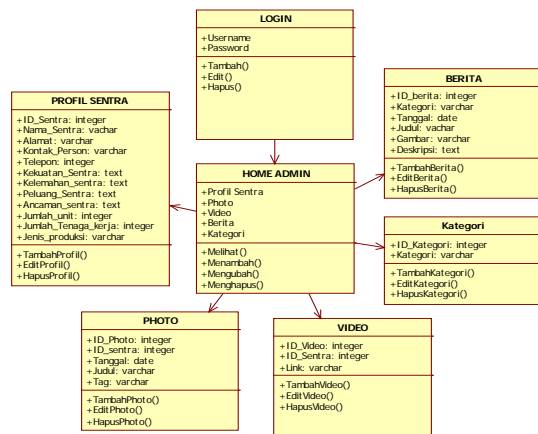 LOGIN
+Username
+Password
+Tambah()
+Edit()
+Hapus()
PROFIL SENTRA
+ID_Sentra: integer
+Nama_Sentra: vachar
+Alamat: varchar
+Kontak_Person: varchar
+Telepon: integer
+Kekuatan_Sentra: text
+Kelemahan_sentra: text
+Peluang_Sentra: text
+Ancaman_sentra: text
+Jumlah_unit: integer
+Jumlah_Tenaga_kerja: integer
+Jenis_produksi: varchar
+TambahProfil()
+EditProfil()
+HapusProfil()
HOME ADMIN
+Profil Sentra
+Photo
+Video
+Berita
+Kategori
+Melihat()
+Menambah()
+Mengubah()
+Menghapus()
BERITA
+ID_berita: integer
+Kategori: varchar
+Tanggal: date
+Judul: vachar
+Gambar: varchar
+Deskripsi: text
+TambahBerita()
+EditBerita()
+HapusBerita()
Kategori
+ID_Kategori: integer
+Kategori: varchar
+TambahKategori()
+EditKategori()
+HapusKategori()
PHOTO
+ID_Photo: integer
+ID_sentra: integer
+Tanggal: date
+Judul: varchar
+Tag: varchar
+TambahPhoto()
+EditPhoto()
+HapusPhoto()
VIDEO
+ID_Video: integer
+ID_Sentra: integer
+Link: varchar
+TambahVideo()
+EditVideo()
+HapusVideo()